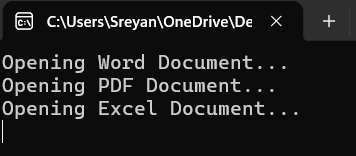 C:\Users\Sreyan\OneDrive\De
Opening Word Document...
Opening PDF Document...
Opening Excel Document...